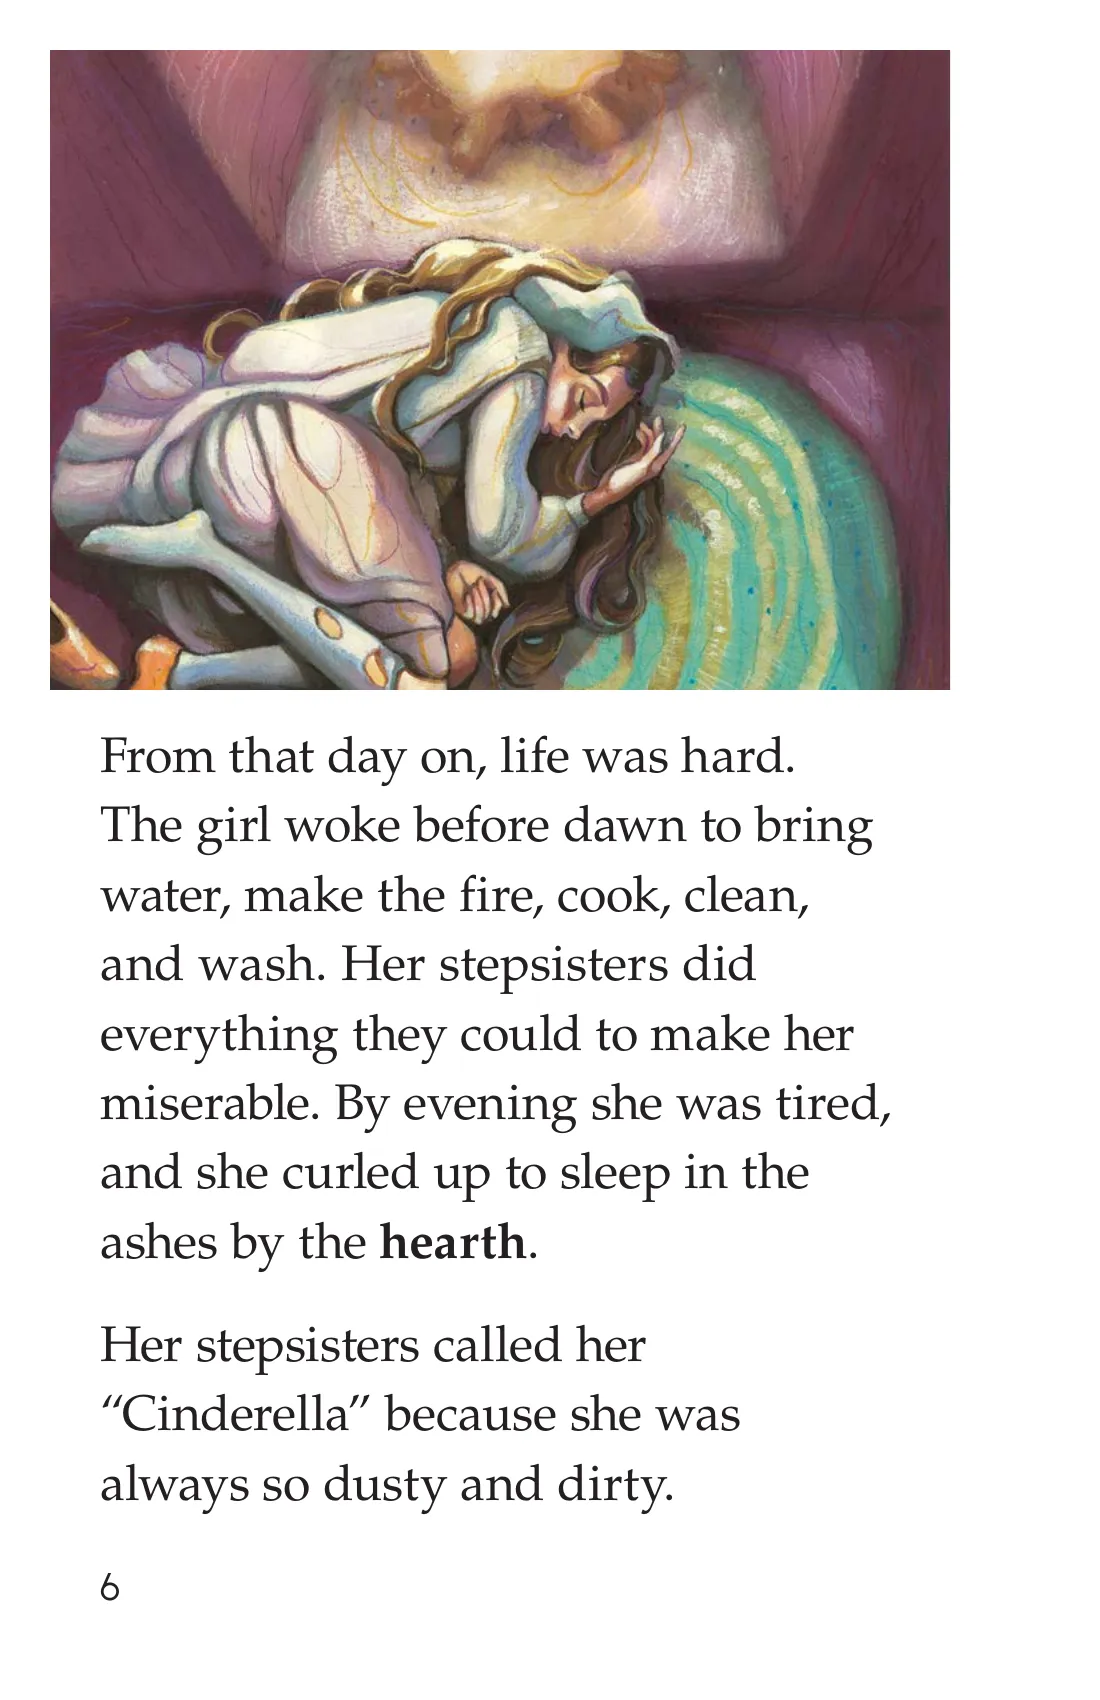 From that day on, life was hard.
The girl woke before dawn to bring
water, make the fire, cook, clean,
and wash. Her stepsisters did
everything they could to make her
miserable. By evening she was tired,
and she curled up to sleep in the
ashes by the hearth.
Her stepsisters called her
“Cinderella” because she was
always so dusty and dirty.
6